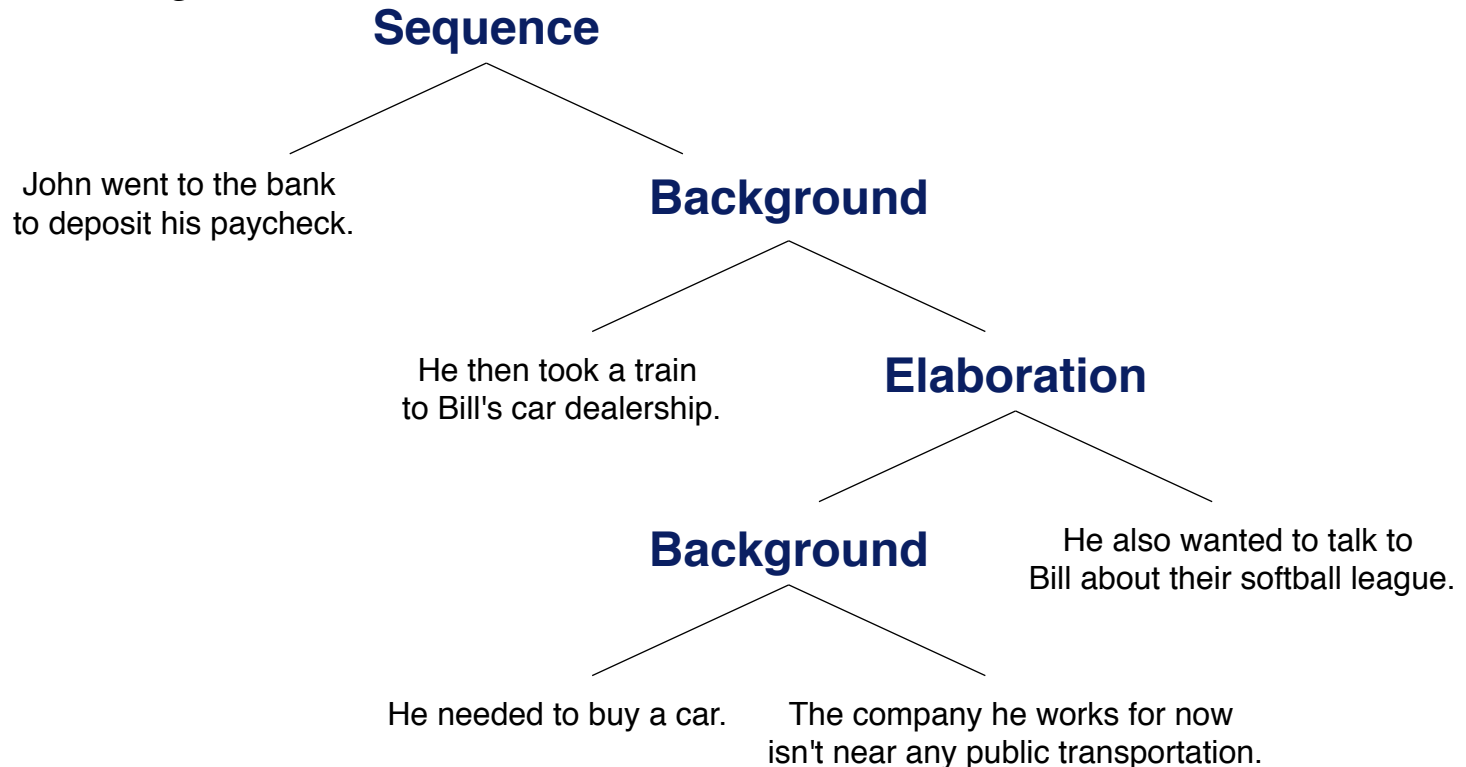 Sequence
John went to the bank
to deposit his paycheck.
Background
He then took a train
to Bill's car dealership.
Elaboration
Background
He also wanted to talk to
Bill about their softball league.
He needed to buy a car.
The company he works for now
isn't near any public transportation.